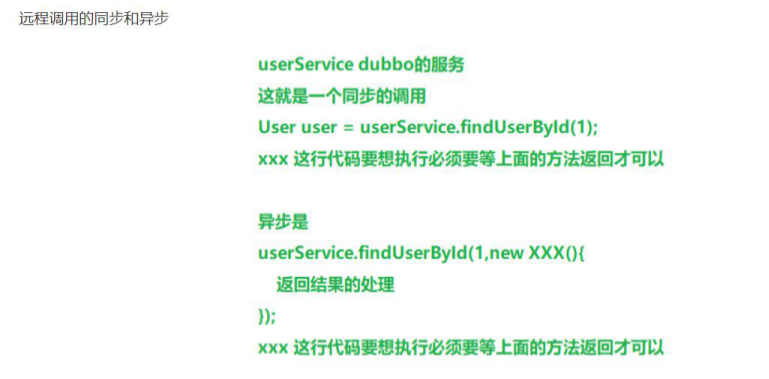 远程调用的同步和异步
userService dubbo的服务
这就是一个同步的调用
User user = userService.findUserById(1);
xxx 这行代码要想执行必须要等上面的方法返回才可以
异步是
userService.findUserById(1,new XXX(){
返回结果的处理
});
xxx 这行代码要想执行必须要等上面的方法返回才可以